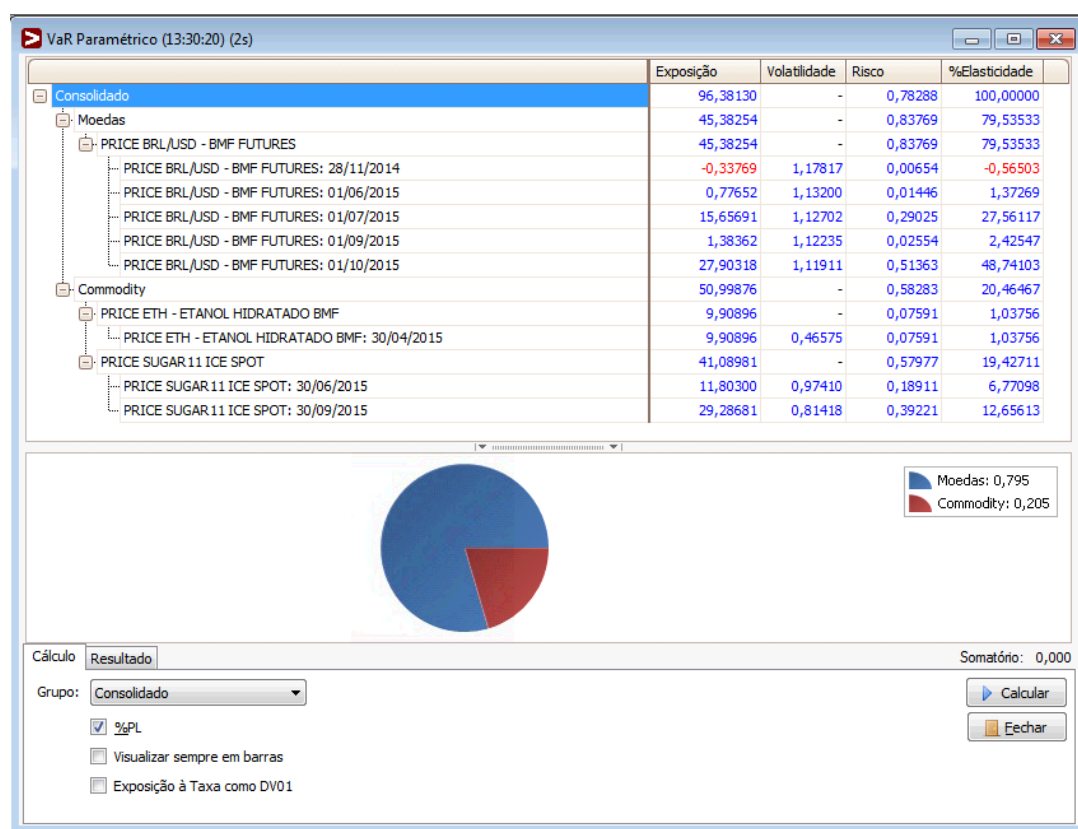 VaR Paramétrico (13:30:20) (2s)
Exposição Volatilidade Risco %Elasticidade
Consolidado 96,38130 - 0,78288 100,00000
Moedas 45,38254 - 0,83769 79,53533
PRICE BRL/USD - BMF FUTURES 45,38254 - 0,83769 79,53533
PRICE BRL/USD - BMF FUTURES: 28/11/2014 -0,33769 1,17817 0,00654 -0,56503
PRICE BRL/USD - BMF FUTURES: 01/06/2015 0,77652 1,13200 0,01446 1,37269
PRICE BRL/USD - BMF FUTURES: 01/07/2015 15,65691 1,12702 0,29025 27,56117
PRICE BRL/USD - BMF FUTURES: 01/09/2015 1,38362 1,12235 0,02554 2,42547
PRICE BRL/USD - BMF FUTURES: 01/10/2015 27,90318 1,11911 0,51363 48,74103
Commodity 50,99876 - 0,58283 20,46467
PRICE ETH - ETANOL HIDRATADO BMF 9,90896 - 0,07591 1,03756
PRICE ETH - ETANOL HIDRATADO BMF: 30/04/2015 9,90896 0,46575 0,07591 1,03756
PRICE SUGAR11 ICE SPOT 41,08981 - 0,57977 19,42711
PRICE SUGAR11 ICE SPOT: 30/06/2015 11,80300 0,97410 0,18911 6,77098
PRICE SUGAR11 ICE SPOT: 30/09/2015 29,28681 0,81418 0,39221 12,65613
Moedas: 0,795
Commodity: 0,205
Cálculo Resultado Somatório: 0,000
Grupo: Consolidado Calcular
%PL Fechar
Visualizar sempre em barras
Exposição à Taxa como DV01